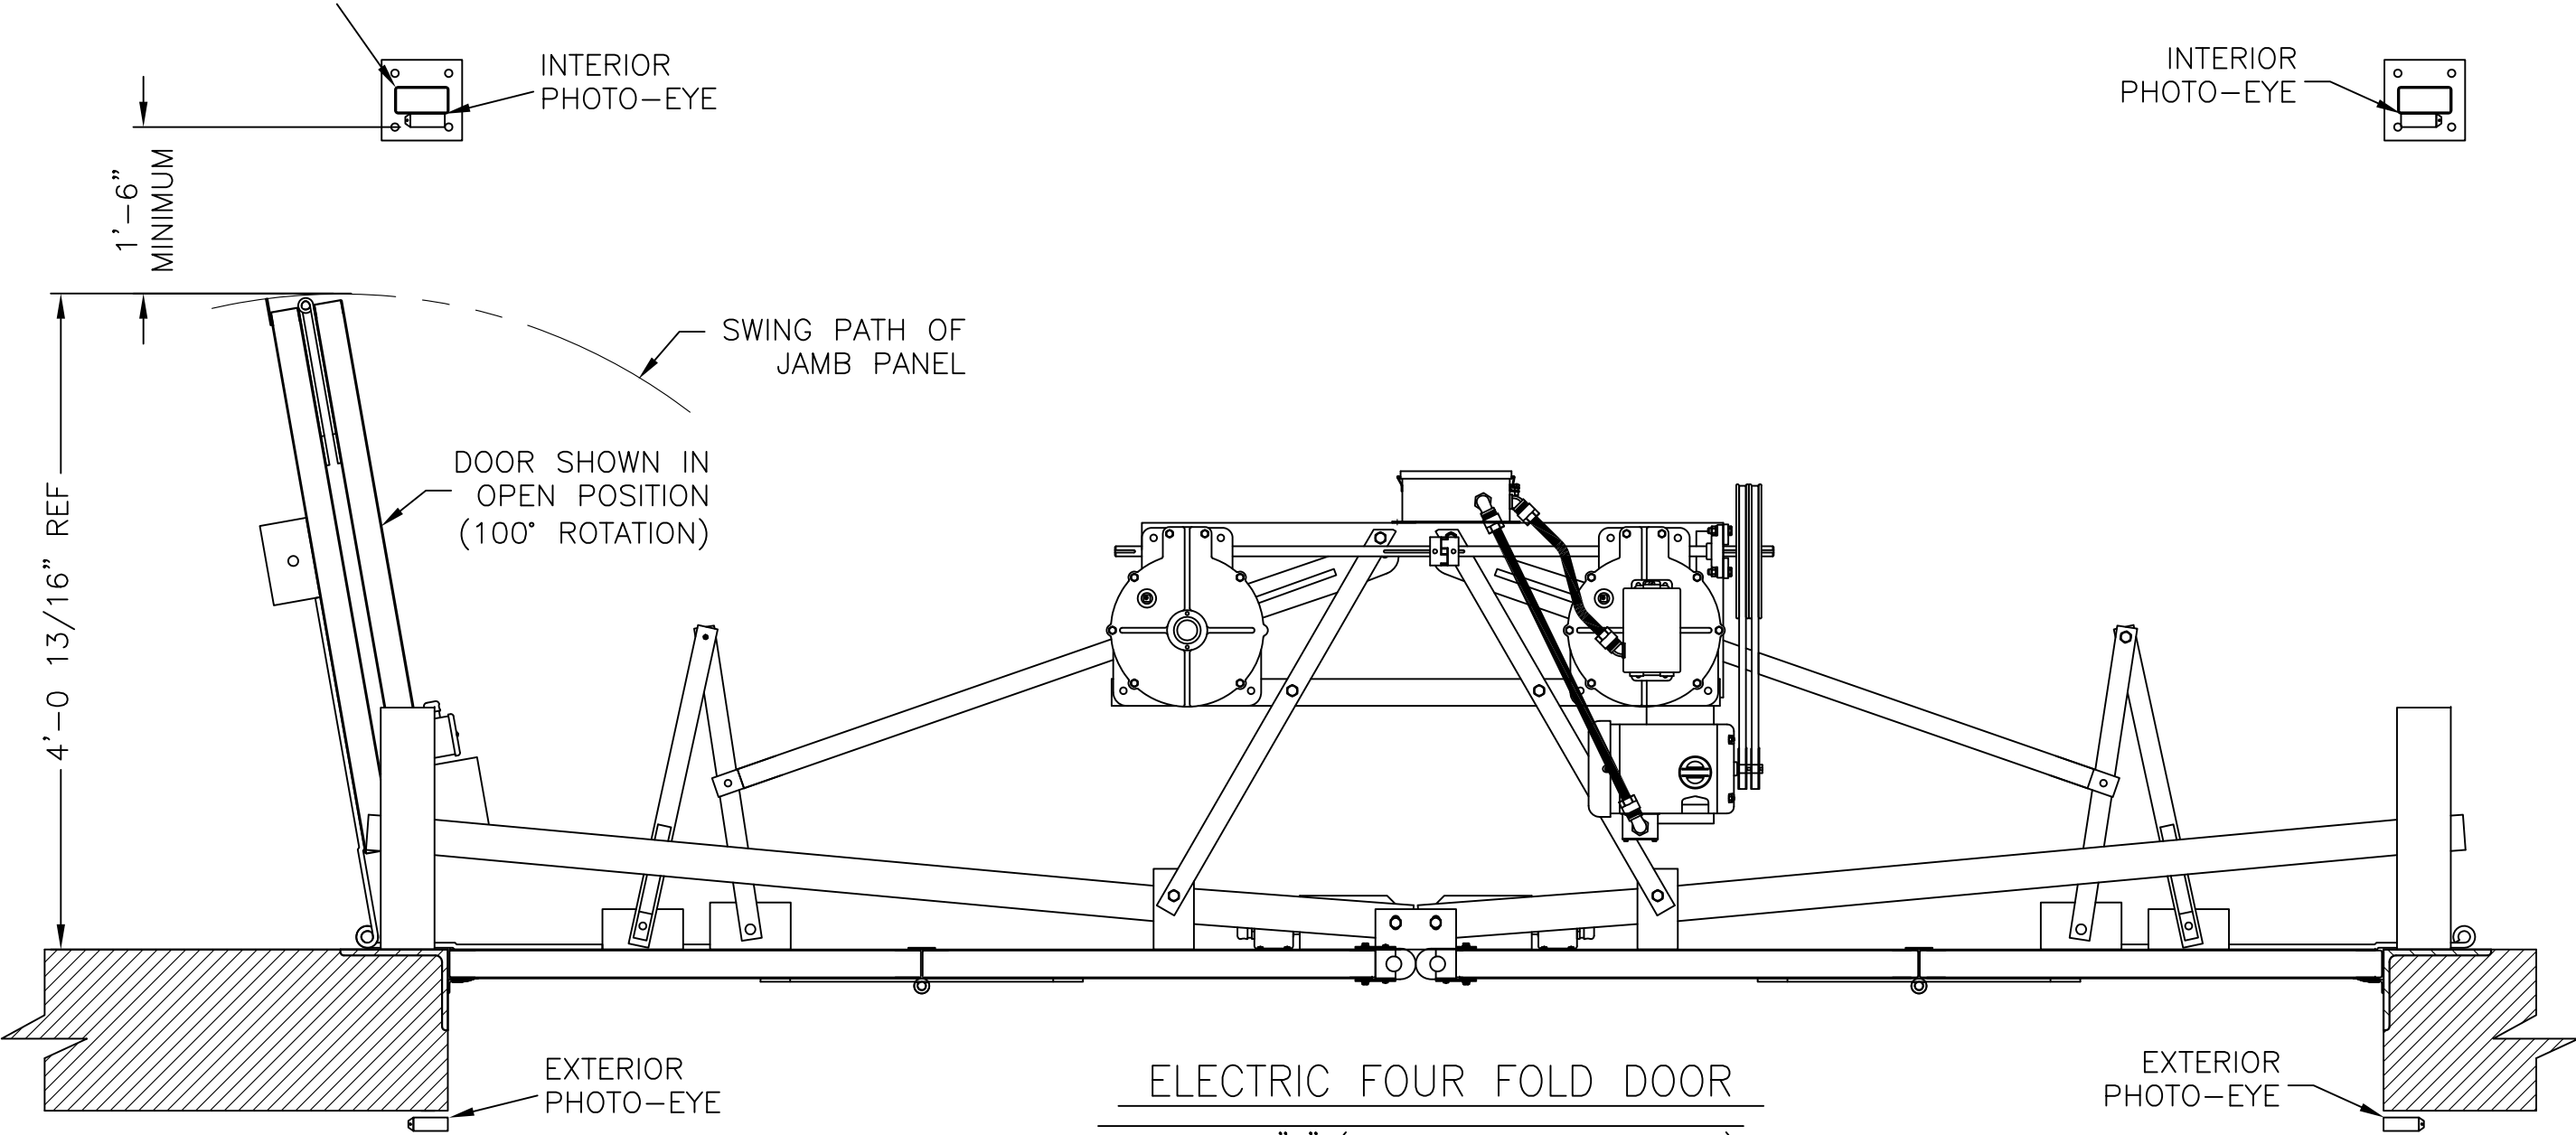 INTERIOR
PHOTO-EYE
INTERIOR
PHOTO-EYE
1'-6"
MINIMUM
SWING PATH OF
JAMB PANEL
DOOR SHOWN IN
OPEN POSITION
(100° ROTATION)
4'-0 13/16" REF
EXTERIOR
PHOTO-EYE
ELECTRIC FOUR FOLD DOOR
EXTERIOR
PHOTO-EYE